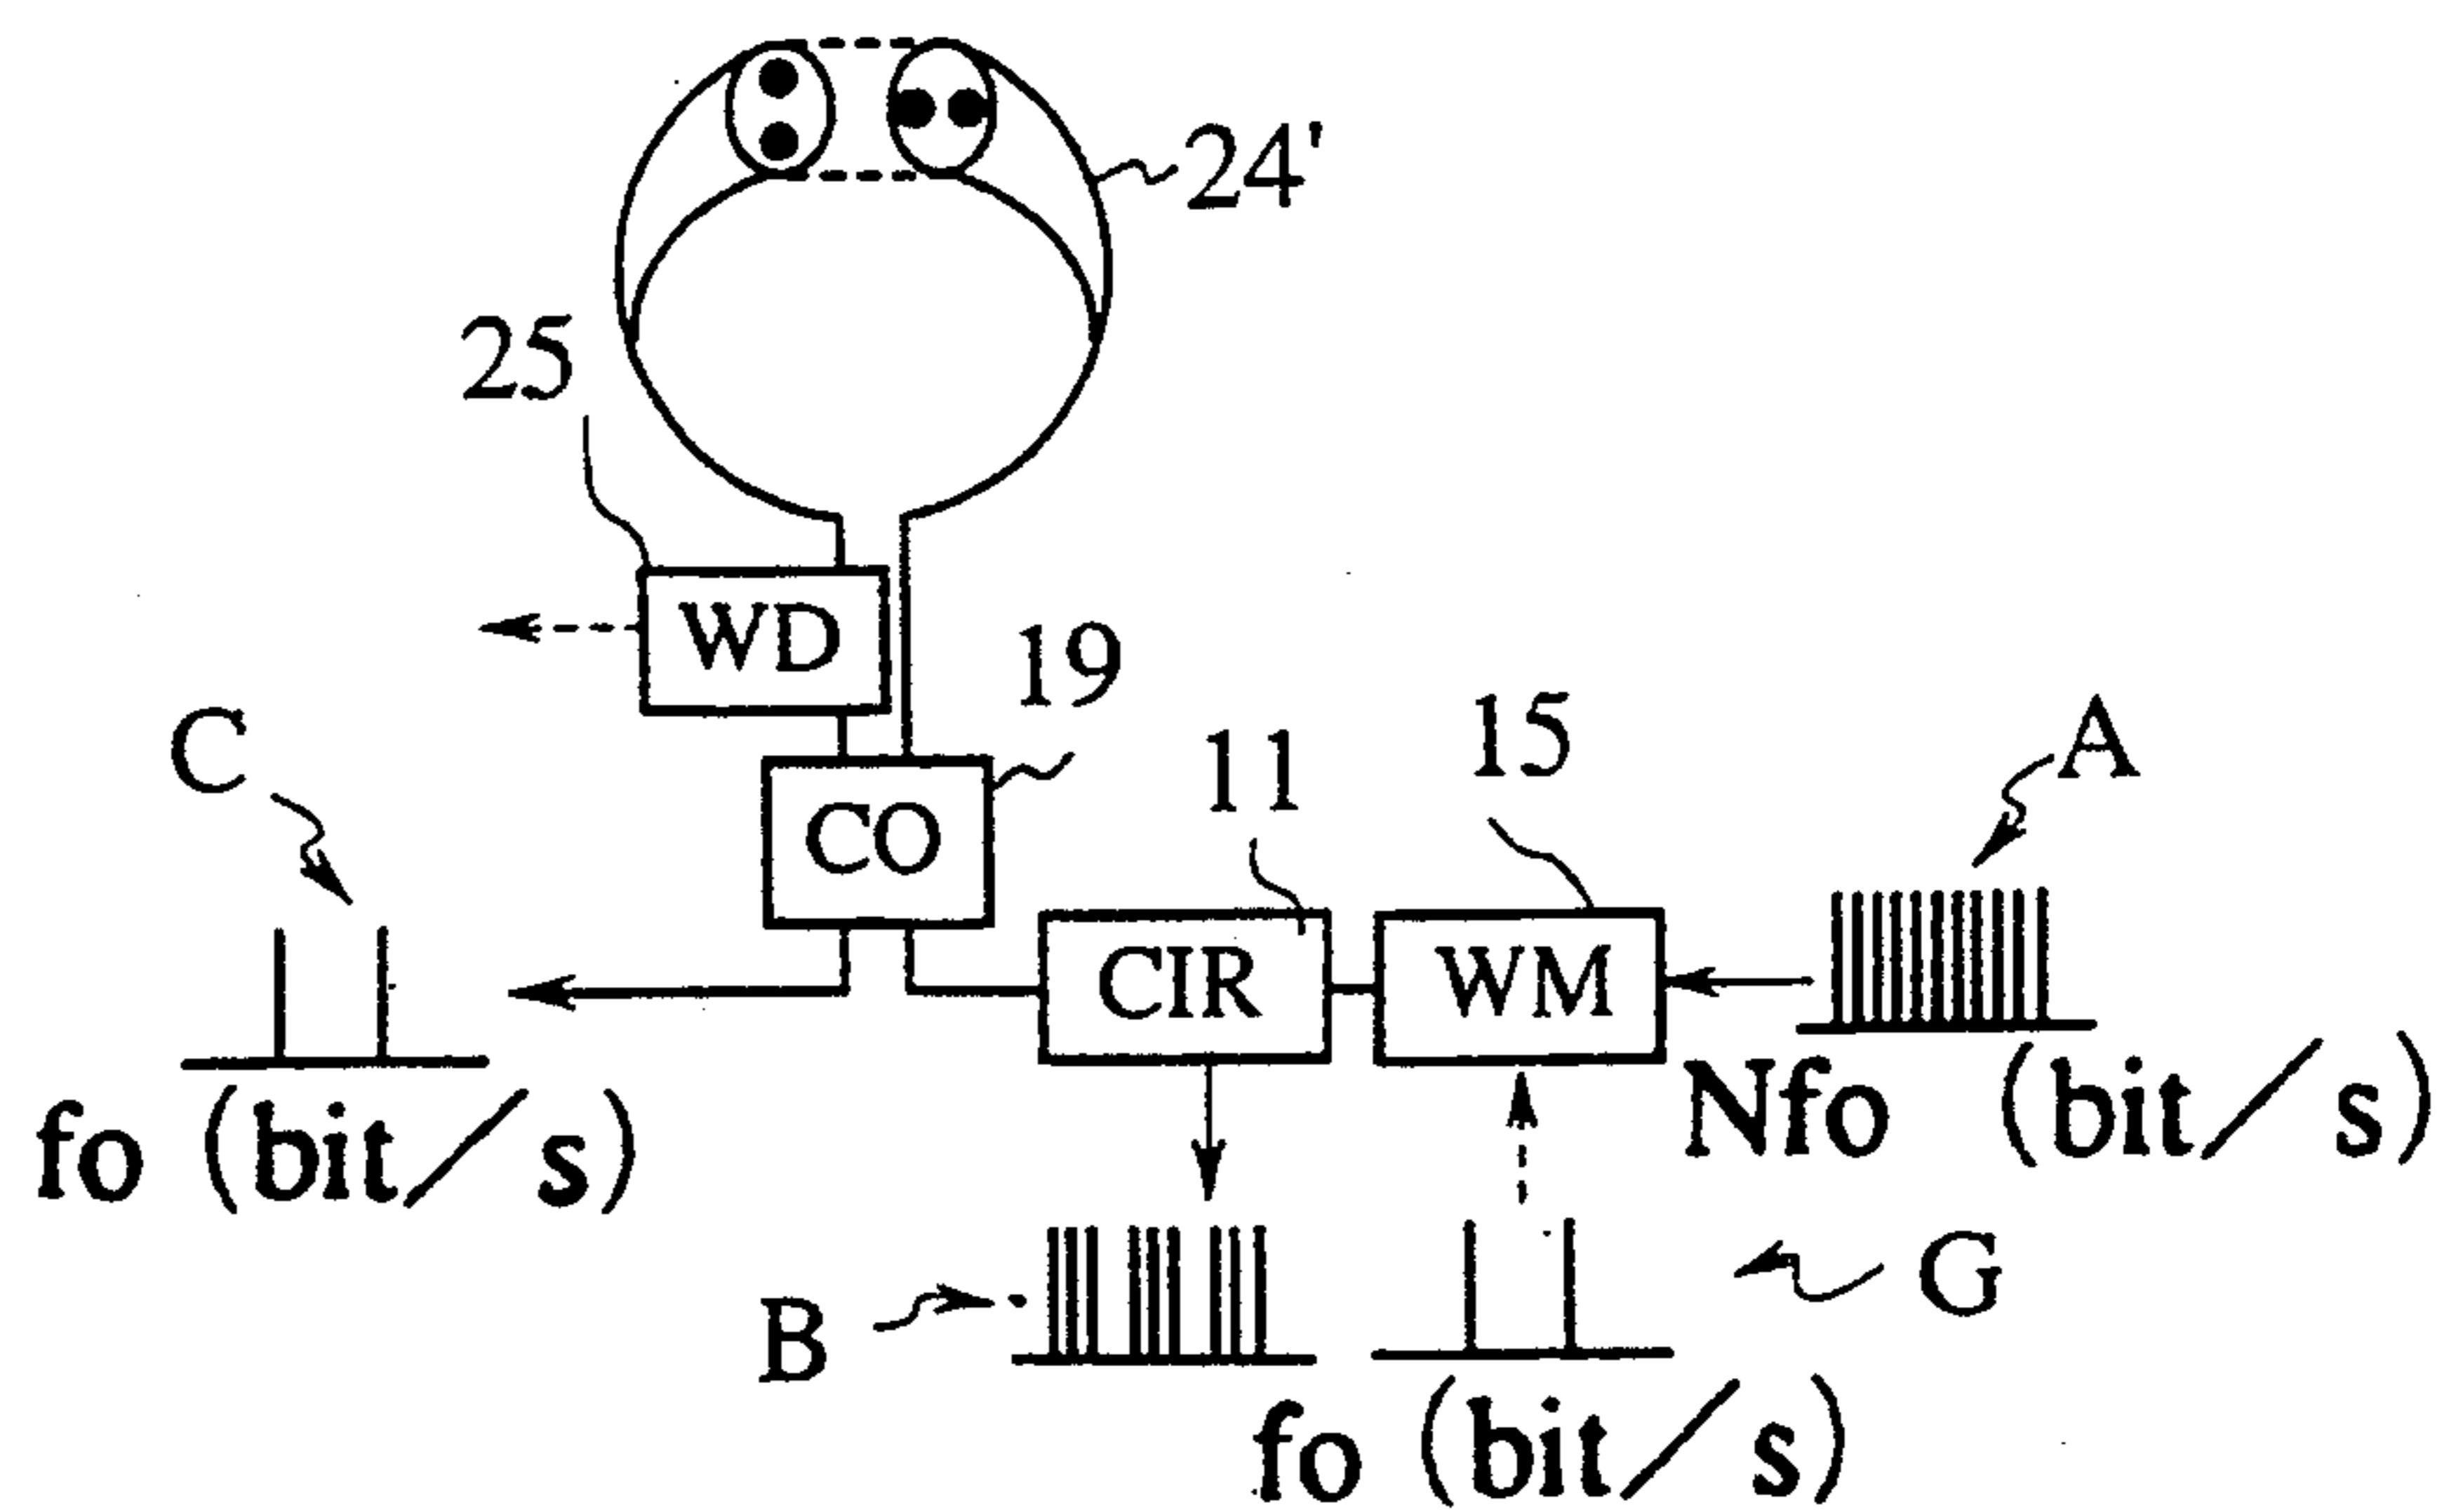 24'
25
WD
19
C
CO
11
15
A
CIR
WM
fo (bit/s)
Nfo (bit/s)
B
G
fo (bit/s)